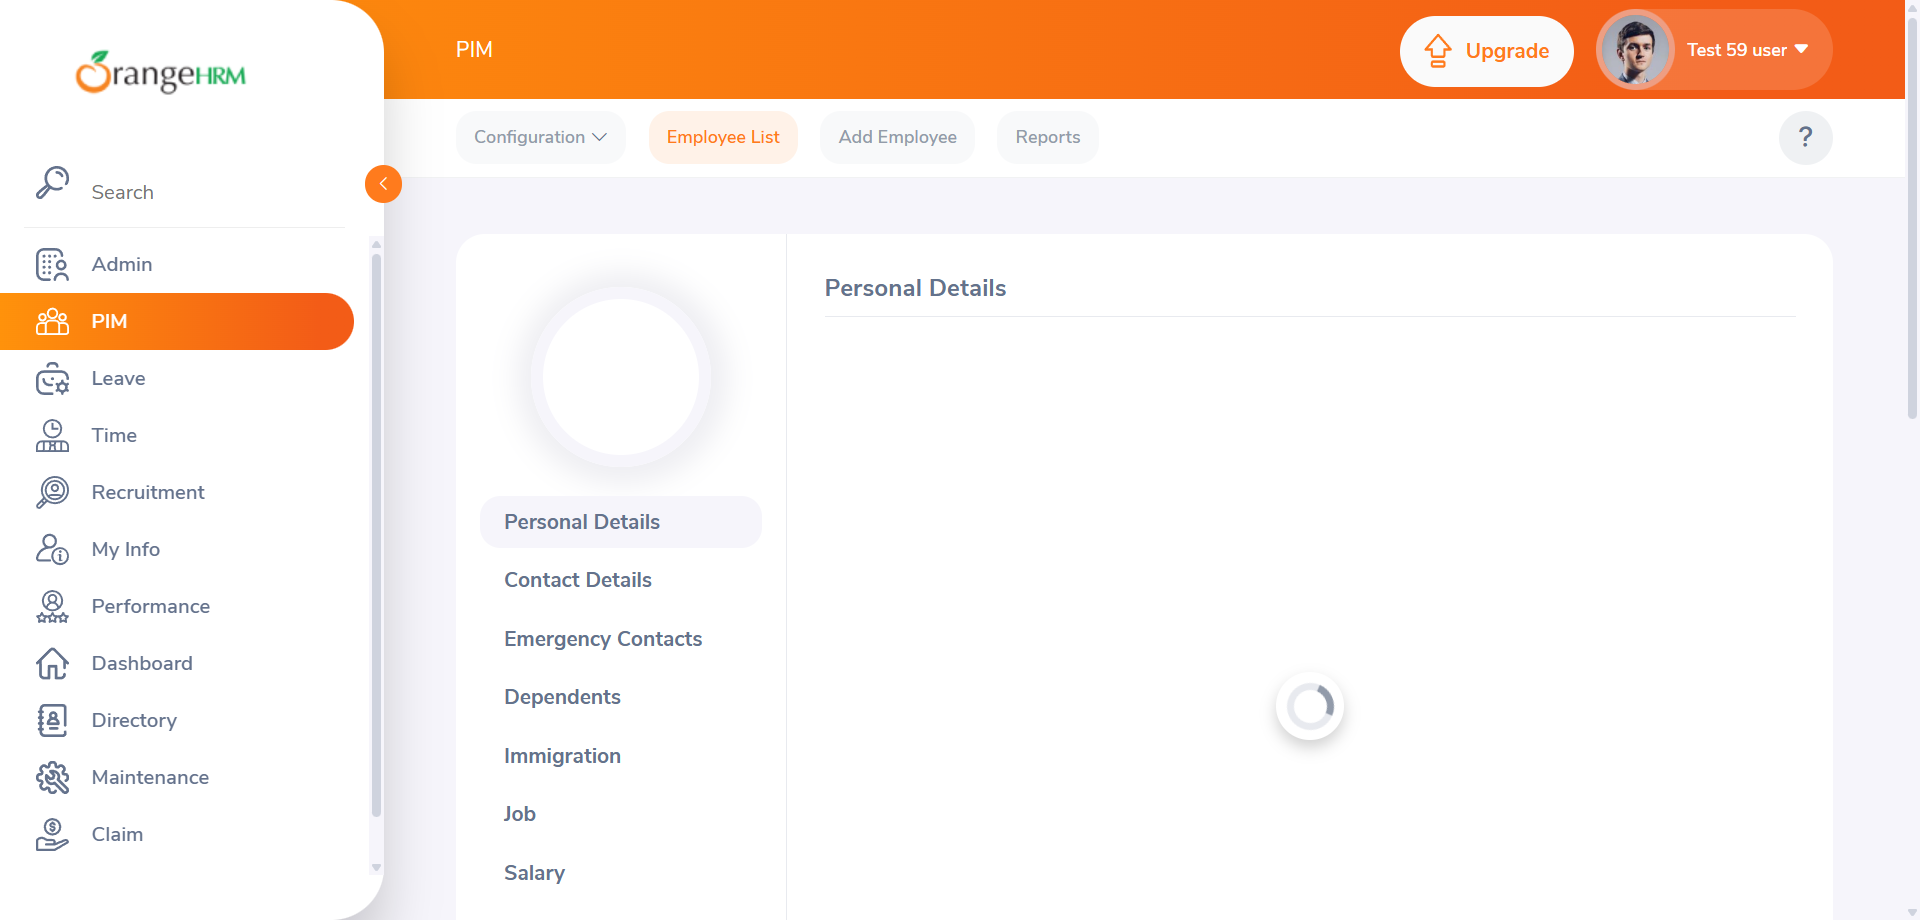 OrangeHRM
PIM
Upgrade
Test 59 user
Configuration
Employee List
Add Employee
Reports
?
Search
Admin
PIM
Leave
Time
Recruitment
My Info
Performance
Dashboard
Directory
Maintenance
Claim
Personal Details
Contact Details
Emergency Contacts
Dependents
Immigration
Job
Salary
Personal Details